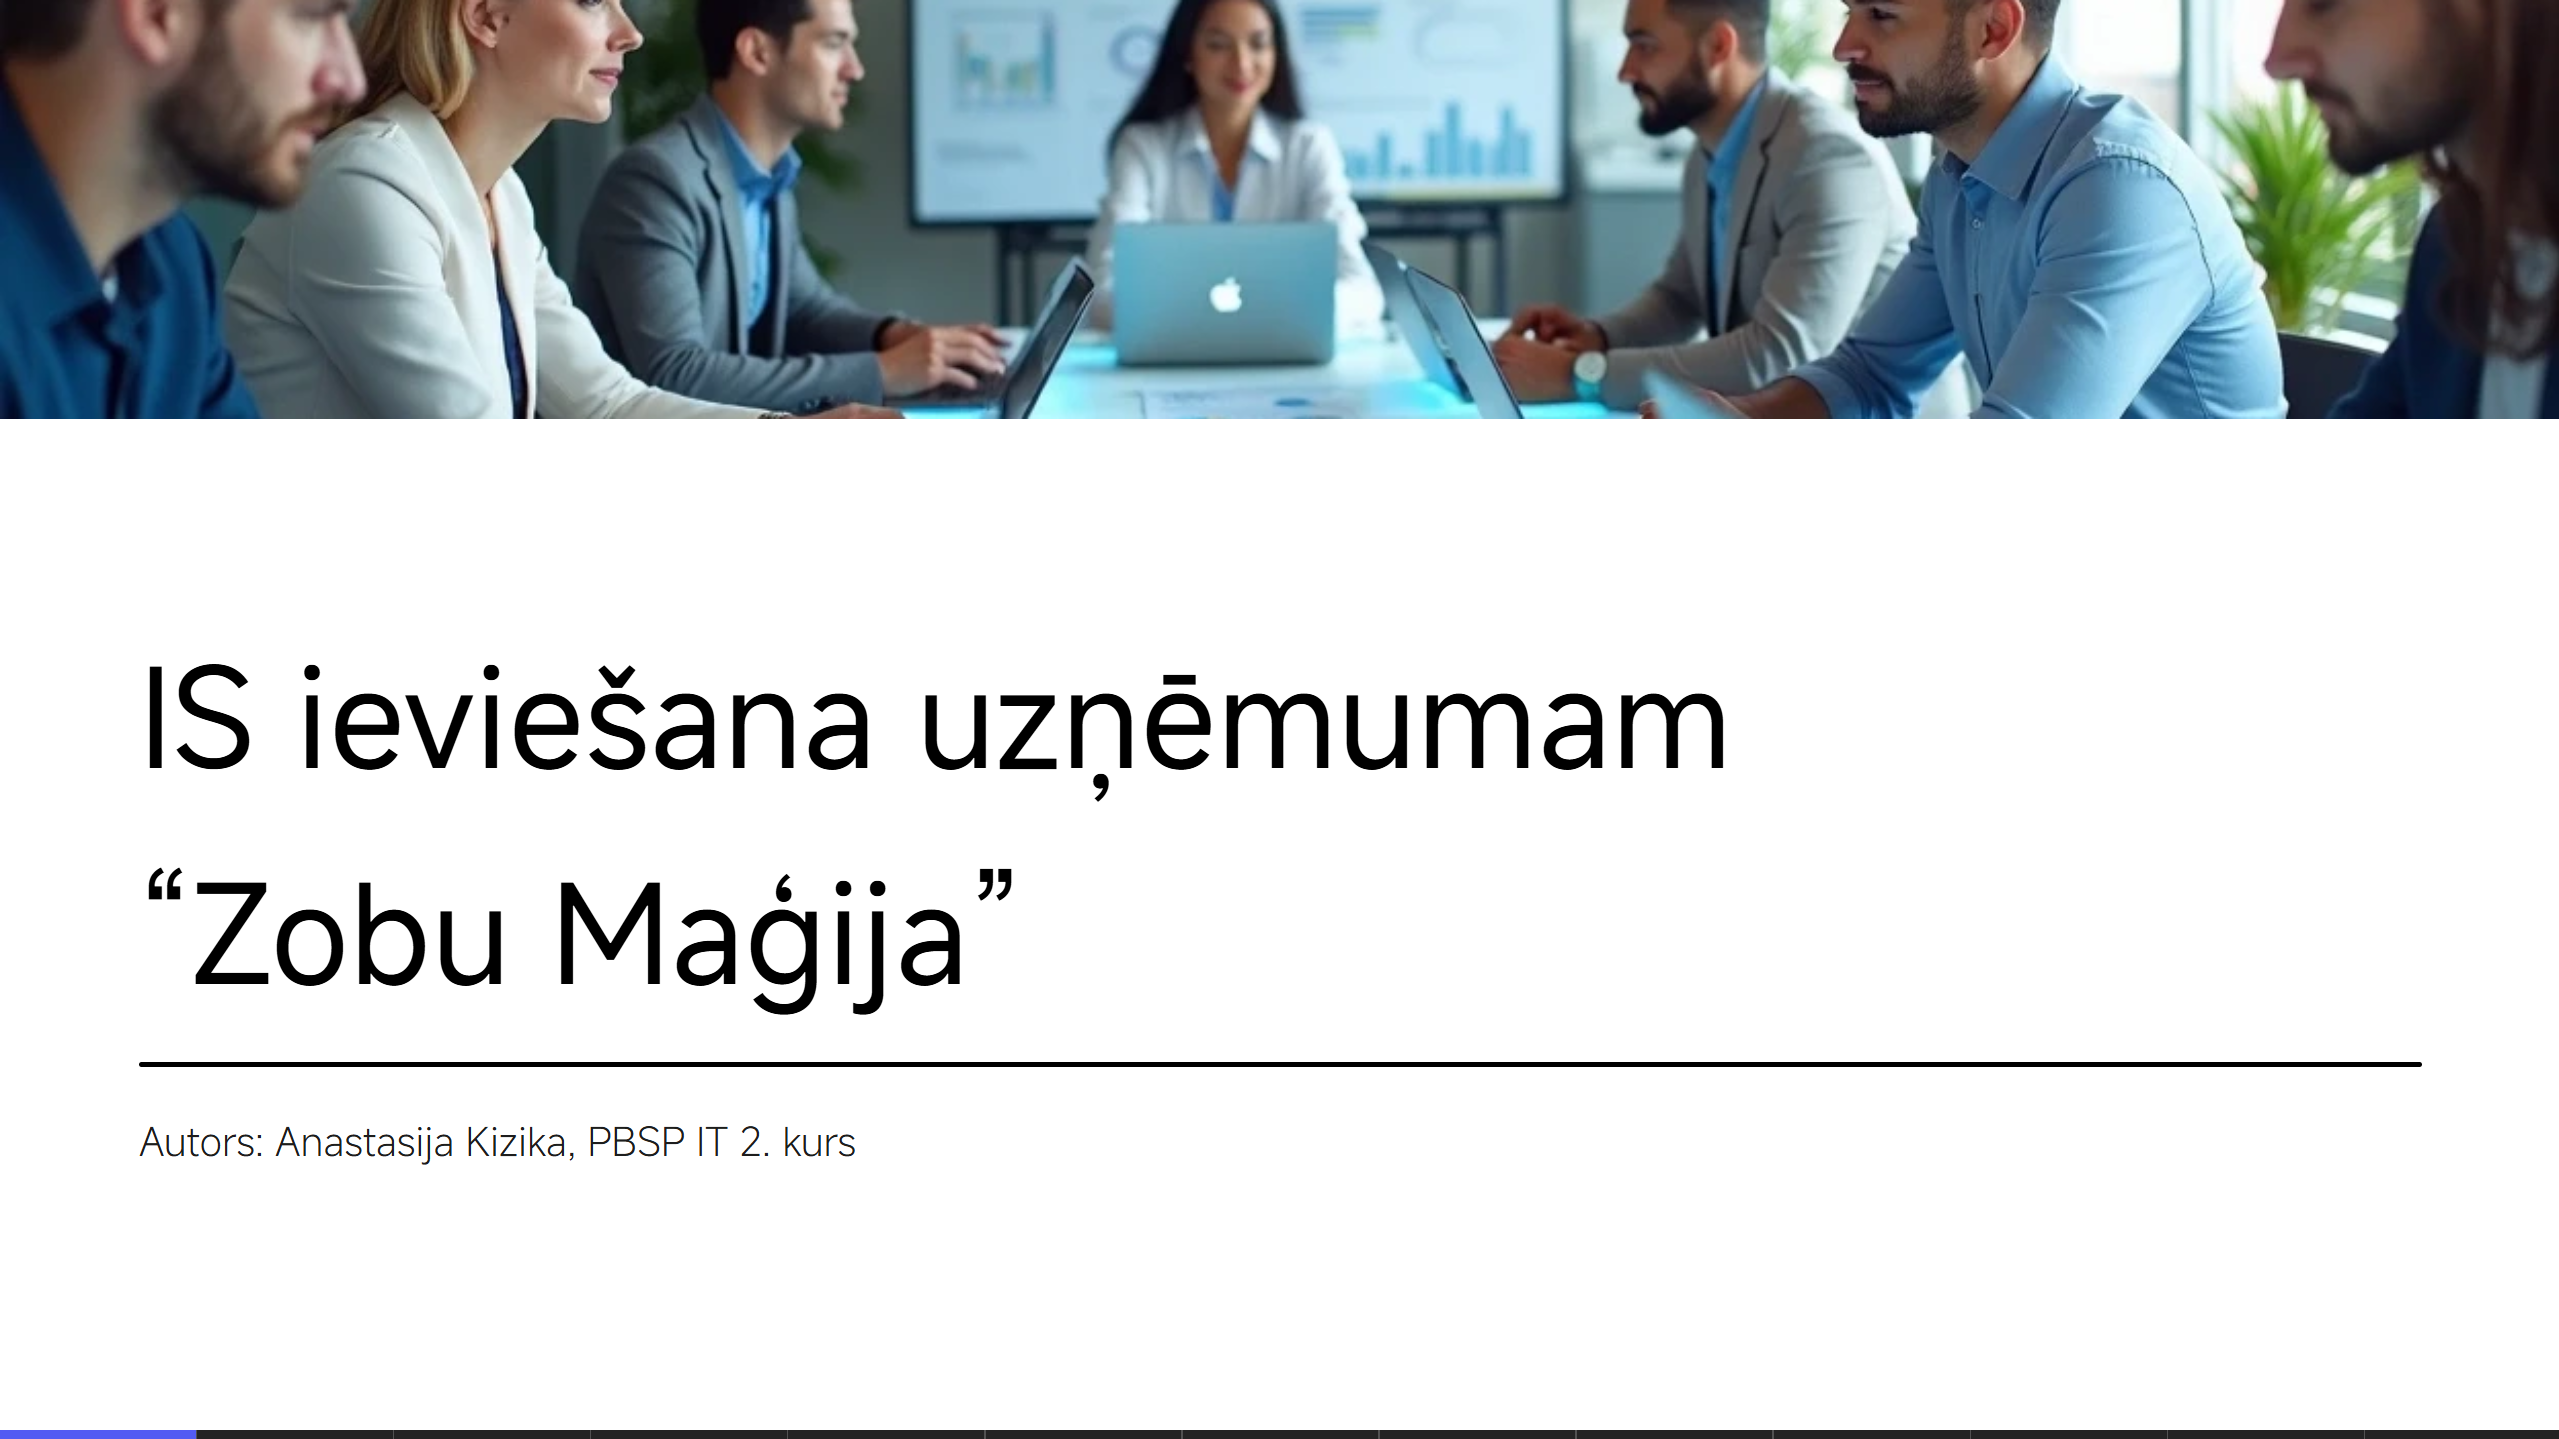 IS ieviešana uzņēmumam
“Zobu Maģija”
Autors: Anastasija Kizika, PBSP IT 2. kurs